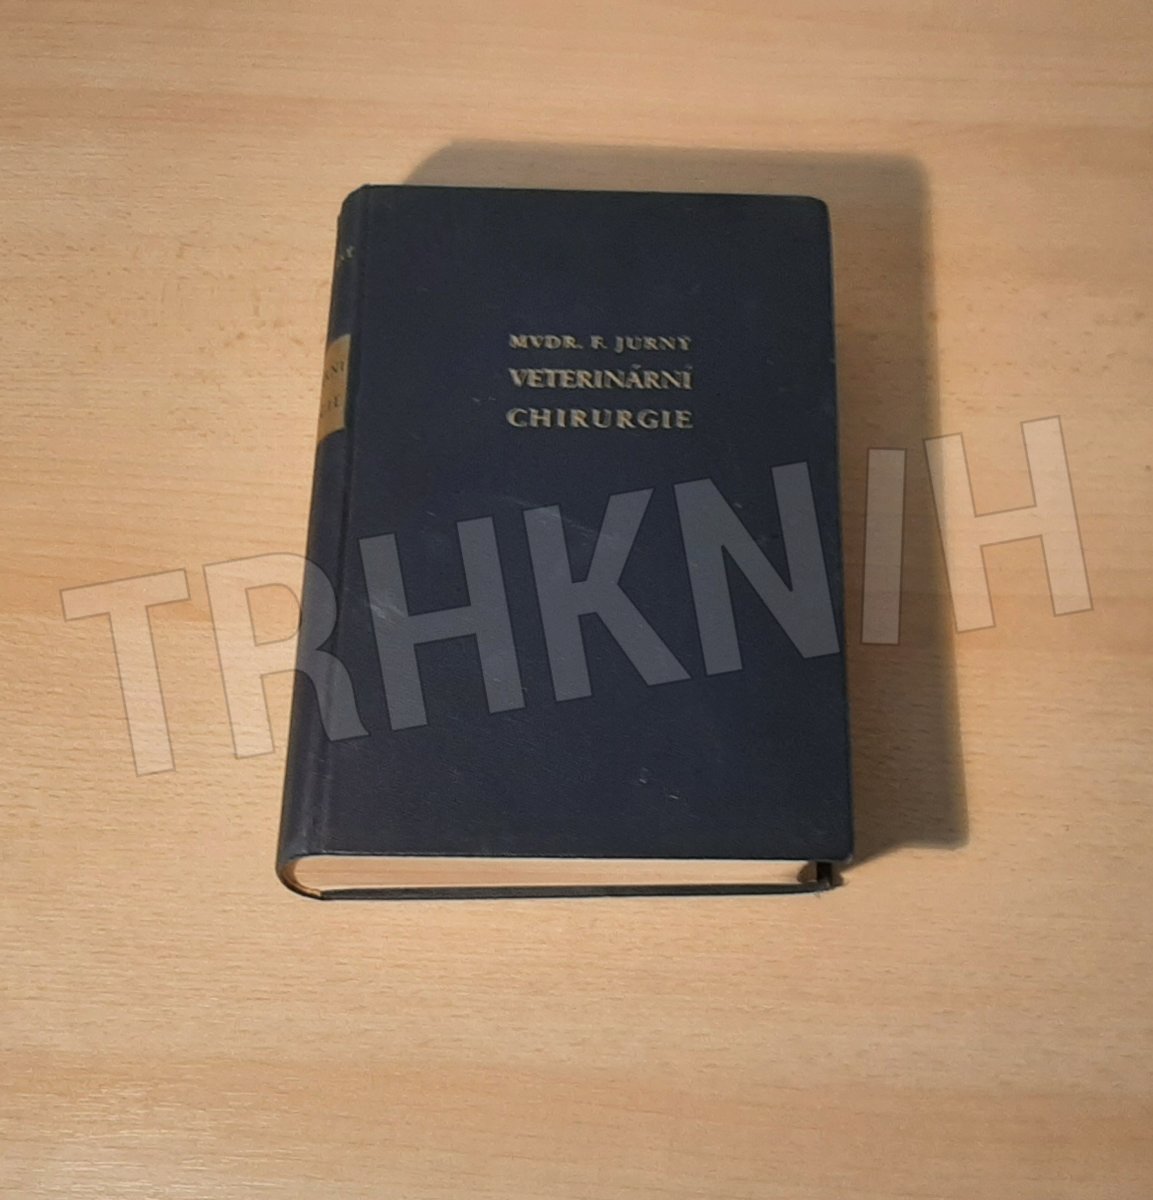 MVDR. F. JURNÝ
VETERINÁRNÍ
CHIRURGIE
TRHKNIH